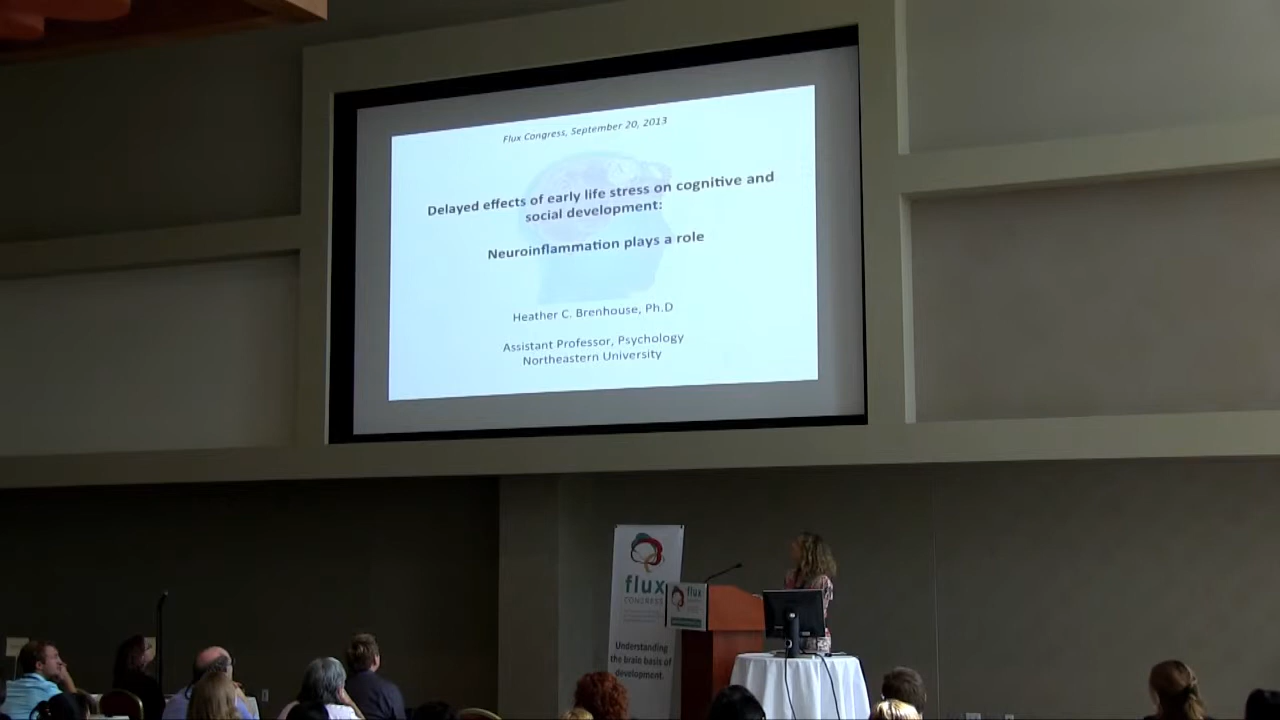 Flux Congress, September 20, 2013
Delayed effects of early life stress on cognitive and
social development:
Neuroinflammation plays a role
Heather C. Brenhouse, Ph.D
Assistant Professor, Psychology
Northeastern University
flux
CONGRESS
Understanding
the brain basis of
development.
flux